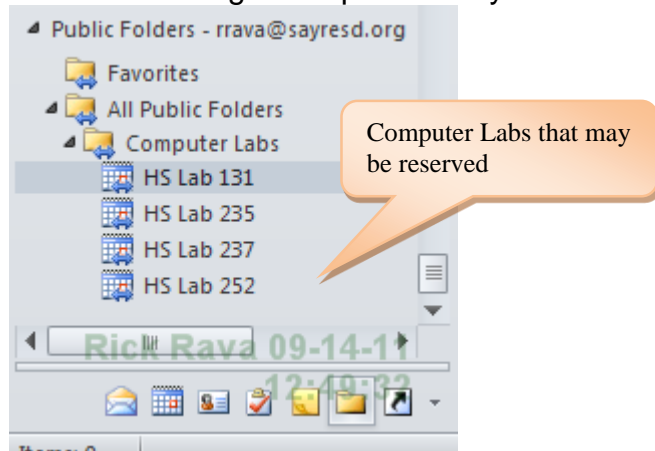 Public Folders - rrava@sayresd.org
Favorites
All Public Folders
Computer Labs
HS Lab 131
HS Lab 235
HS Lab 237
HS Lab 252
Computer Labs that may
be reserved
Rick Rava 09-14-11
12:49:32